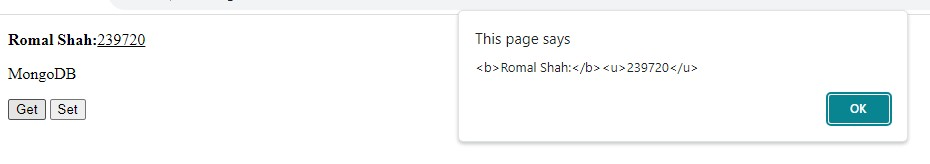 Romal Shah:239720
MongoDB
Get Set
This page says
<b>Romal Shah:</b><u>239720</u>
OK